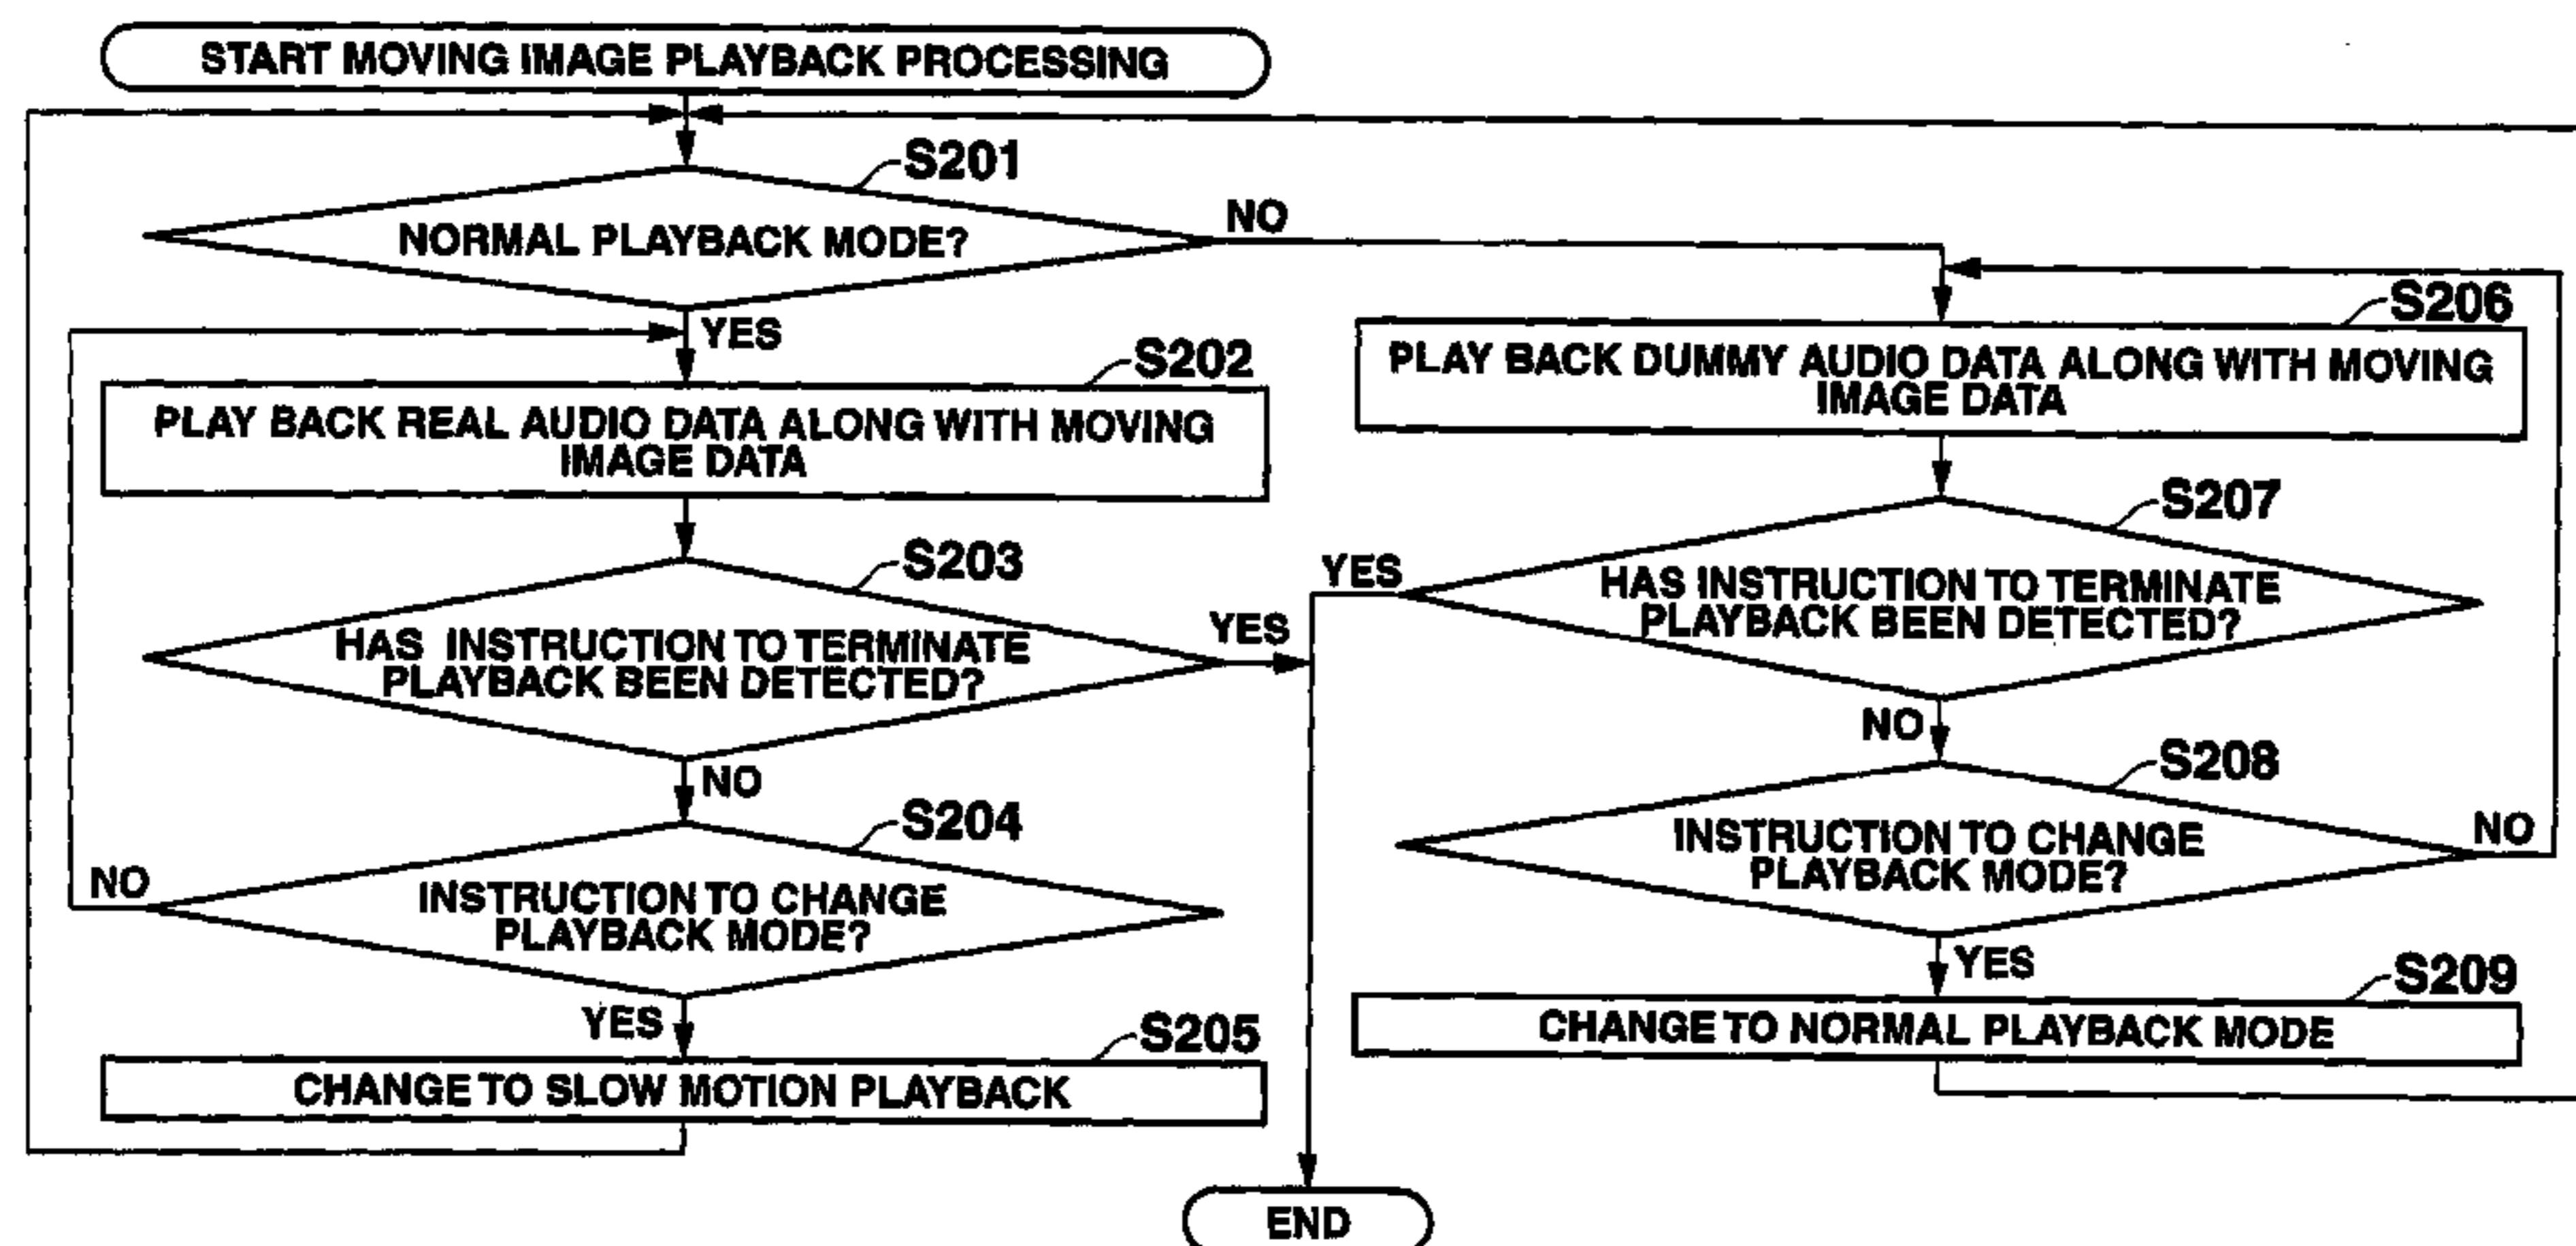 START MOVING IMAGE PLAYBACK PROCESSING
S201
NORMAL PLAYBACK MODE?
NO
YES
S202
PLAY BACK REAL AUDIO DATA ALONG WITH MOVING
IMAGE DATA
S203
HAS INSTRUCTION TO TERMINATE
PLAYBACK BEEN DETECTED?
YES
NO
S204
INSTRUCTION TO CHANGE
PLAYBACK MODE?
NO
YES
S205
CHANGE TO SLOW MOTION PLAYBACK
S206
PLAY BACK DUMMY AUDIO DATA ALONG WITH MOVING
IMAGE DATA
S207
HAS INSTRUCTION TO TERMINATE
PLAYBACK BEEN DETECTED?
YES
NO
S208
INSTRUCTION TO CHANGE
PLAYBACK MODE?
NO
YES
S209
CHANGE TO NORMAL PLAYBACK MODE
END